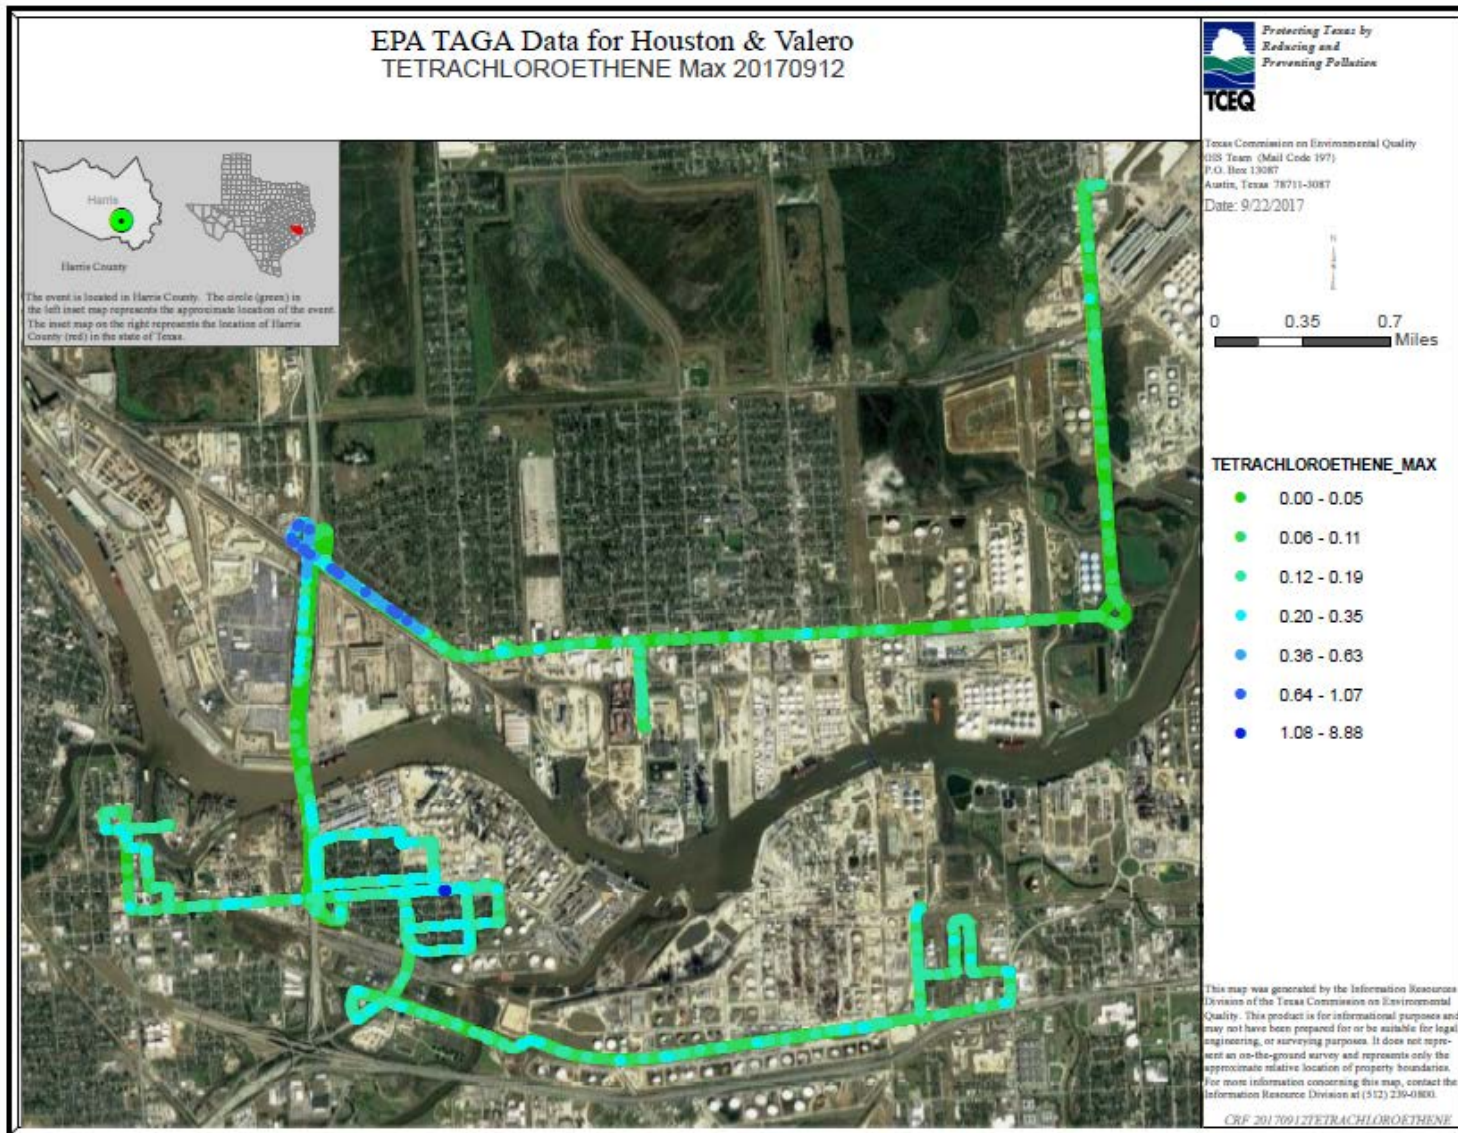 EPA TAGA Data for Houston & Valero
TETRACHLOROETHENE Max 20170912
Protecting Texas by
Reducing and
Preventing Pollution
TCEQ
Texas Commission on Environmental Quality
GIS Team (Mail Code 197)
P.O. Box 13087
Austin, Texas 78711-3087
Date: 9/22/2017
N
0 0.35 0.7
Miles
Harris
Harris County
The event is located in Harris County. The circle (green) in
the left inset map represents the approximate location of the event.
The inset map on the right represents the location of Harris
County (red) in the state of Texas.
TETRACHLOROETHENE_MAX
0.00 - 0.05
0.06 - 0.11
0.12 - 0.19
0.20 - 0.35
0.36 - 0.63
0.64 - 1.07
1.08 - 8.88
This map was generated by the Information Resources
Division of the Texas Commission on Environmental
Quality. This product is for informational purposes and
may not have been prepared for or be suitable for legal,
engineering, or surveying purposes. It does not repre-
sent an on-the-ground survey and represents only the
approximate relative location of property boundaries.
For more information concerning this map, contact the
Information Resource Division at (512) 239-0800.
CRF 20170912TETRACHLOROETHENE